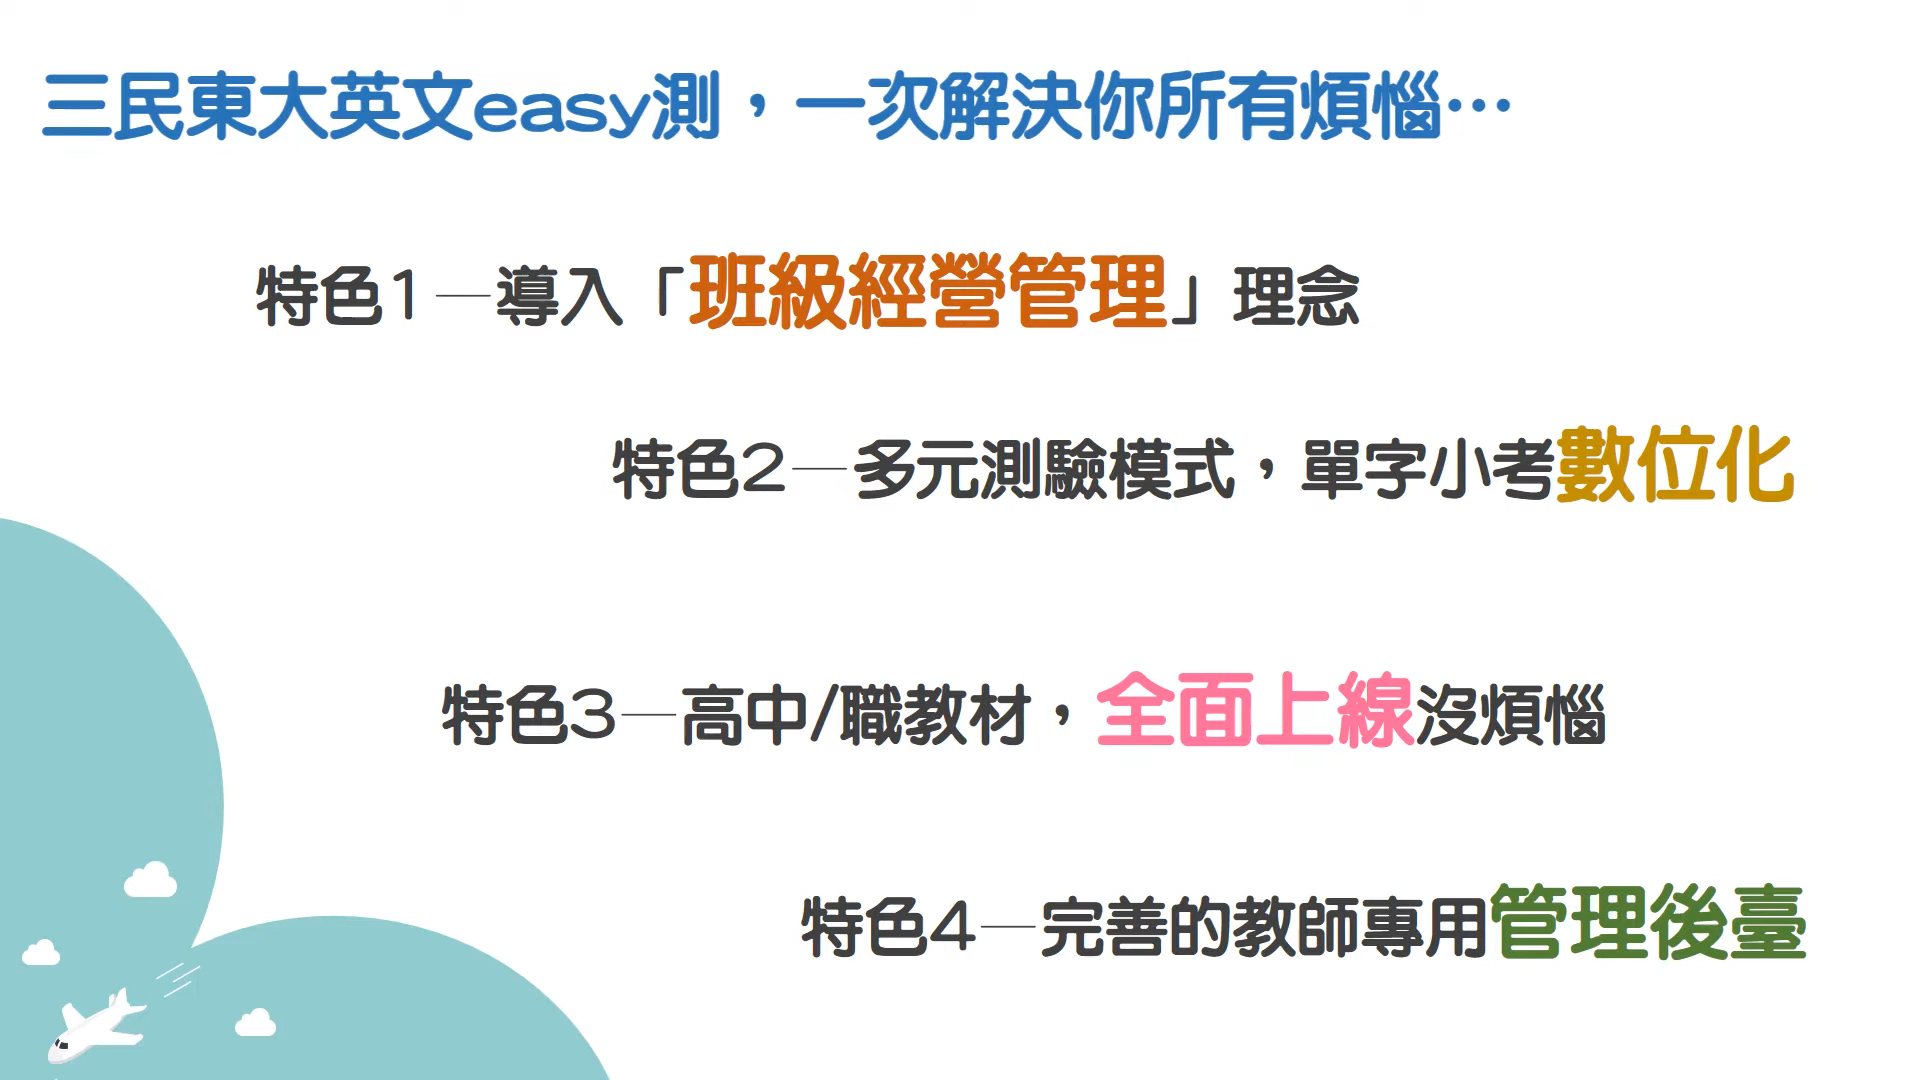 三民東大英文easy測，一次解決你所有煩惱…
特色1—導入「班級經營管理」理念
特色2—多元測驗模式，單字小考數位化
特色3—高中/職教材，全面上線沒煩惱
特色4—完善的教師專用管理後臺